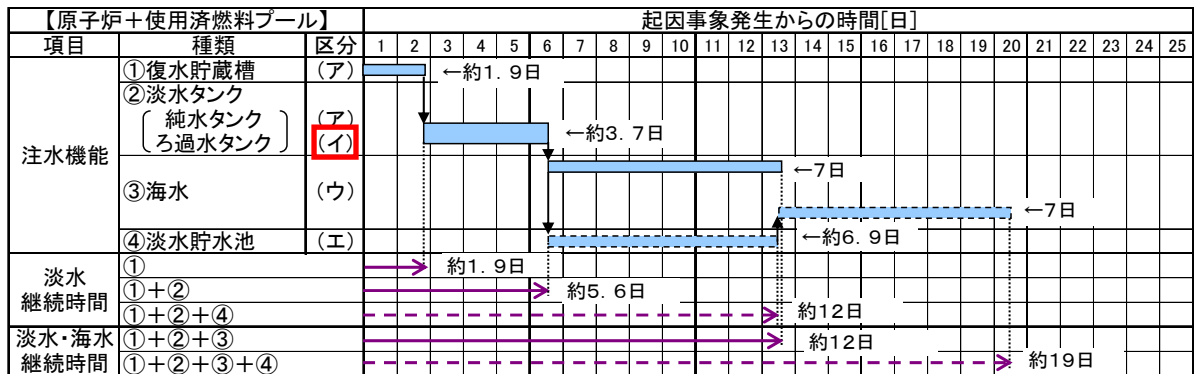 【原子炉+使用済燃料プール】 起因事象発生からの時間[日]
項目 種類 区分 1 2 3 4 5 6 7 8 9 10 11 12 13 14 15 16 17 18 19 20 21 22 23 24 25
注水機能 ①復水貯蔵槽 (ア) ←約1.9日
②淡水タンク
純水タンク (ア) ←約3.7日
ろ過水タンク (イ)
③海水 (ウ) ←7日
←7日
④淡水貯水池 (エ) ←約6.9日
淡水
継続時間
① 約1.9日
①+② 約5.6日
①+②+④ 約12日
淡水・海水
継続時間
①+②+③ 約12日
①+②+③+④ 約19日